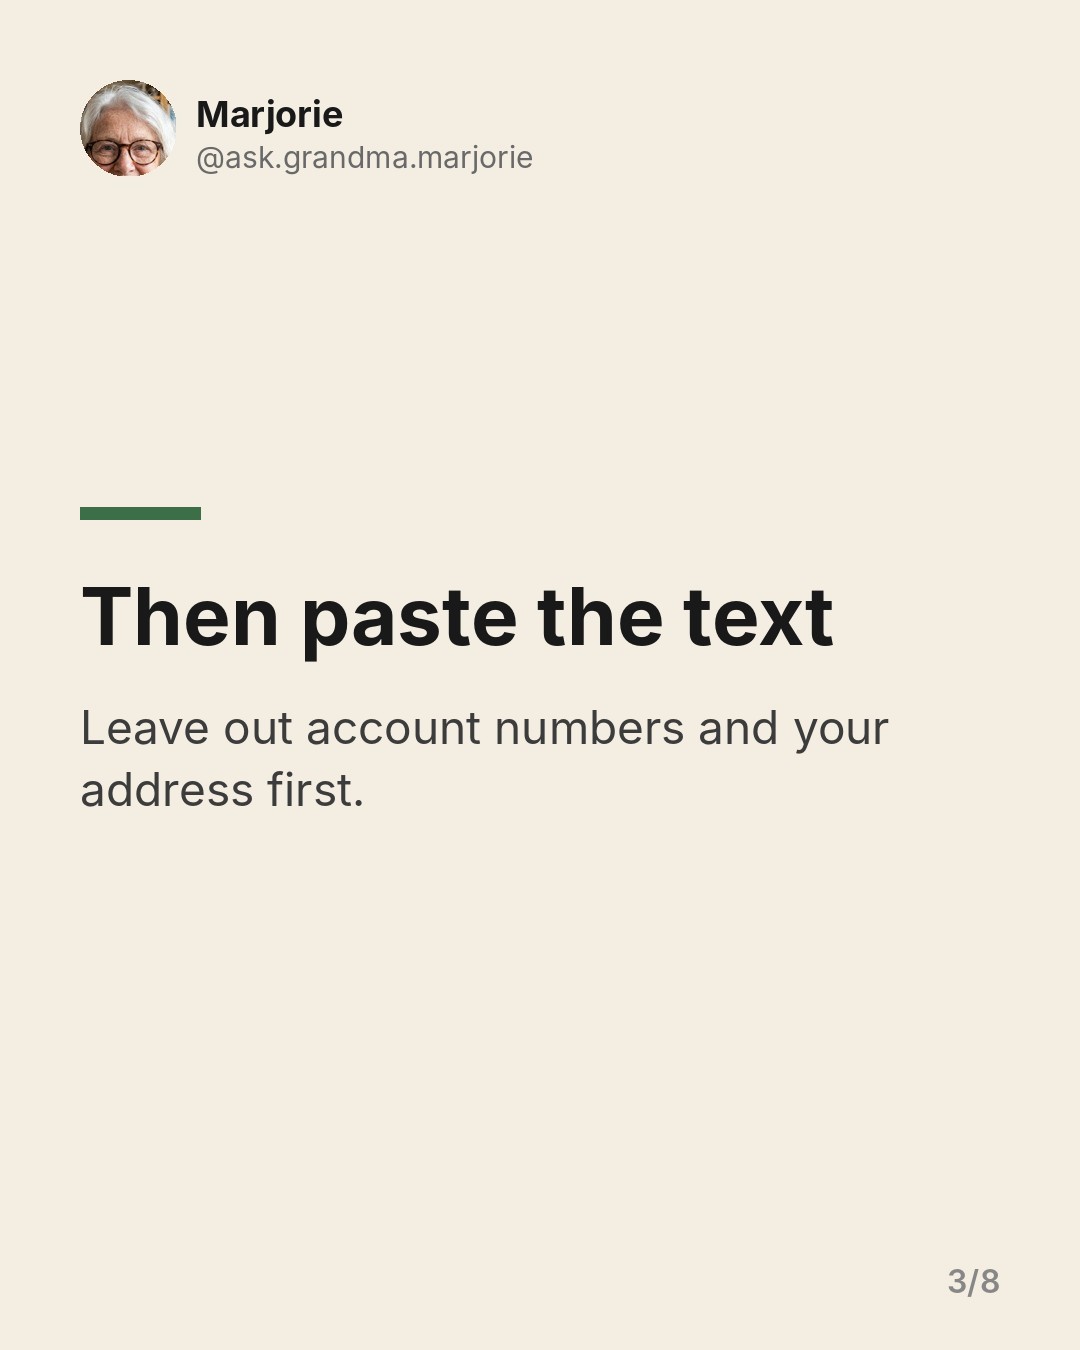 Marjorie
@ask.grandma.marjorie
Then paste the text
Leave out account numbers and your
address first.
3/8